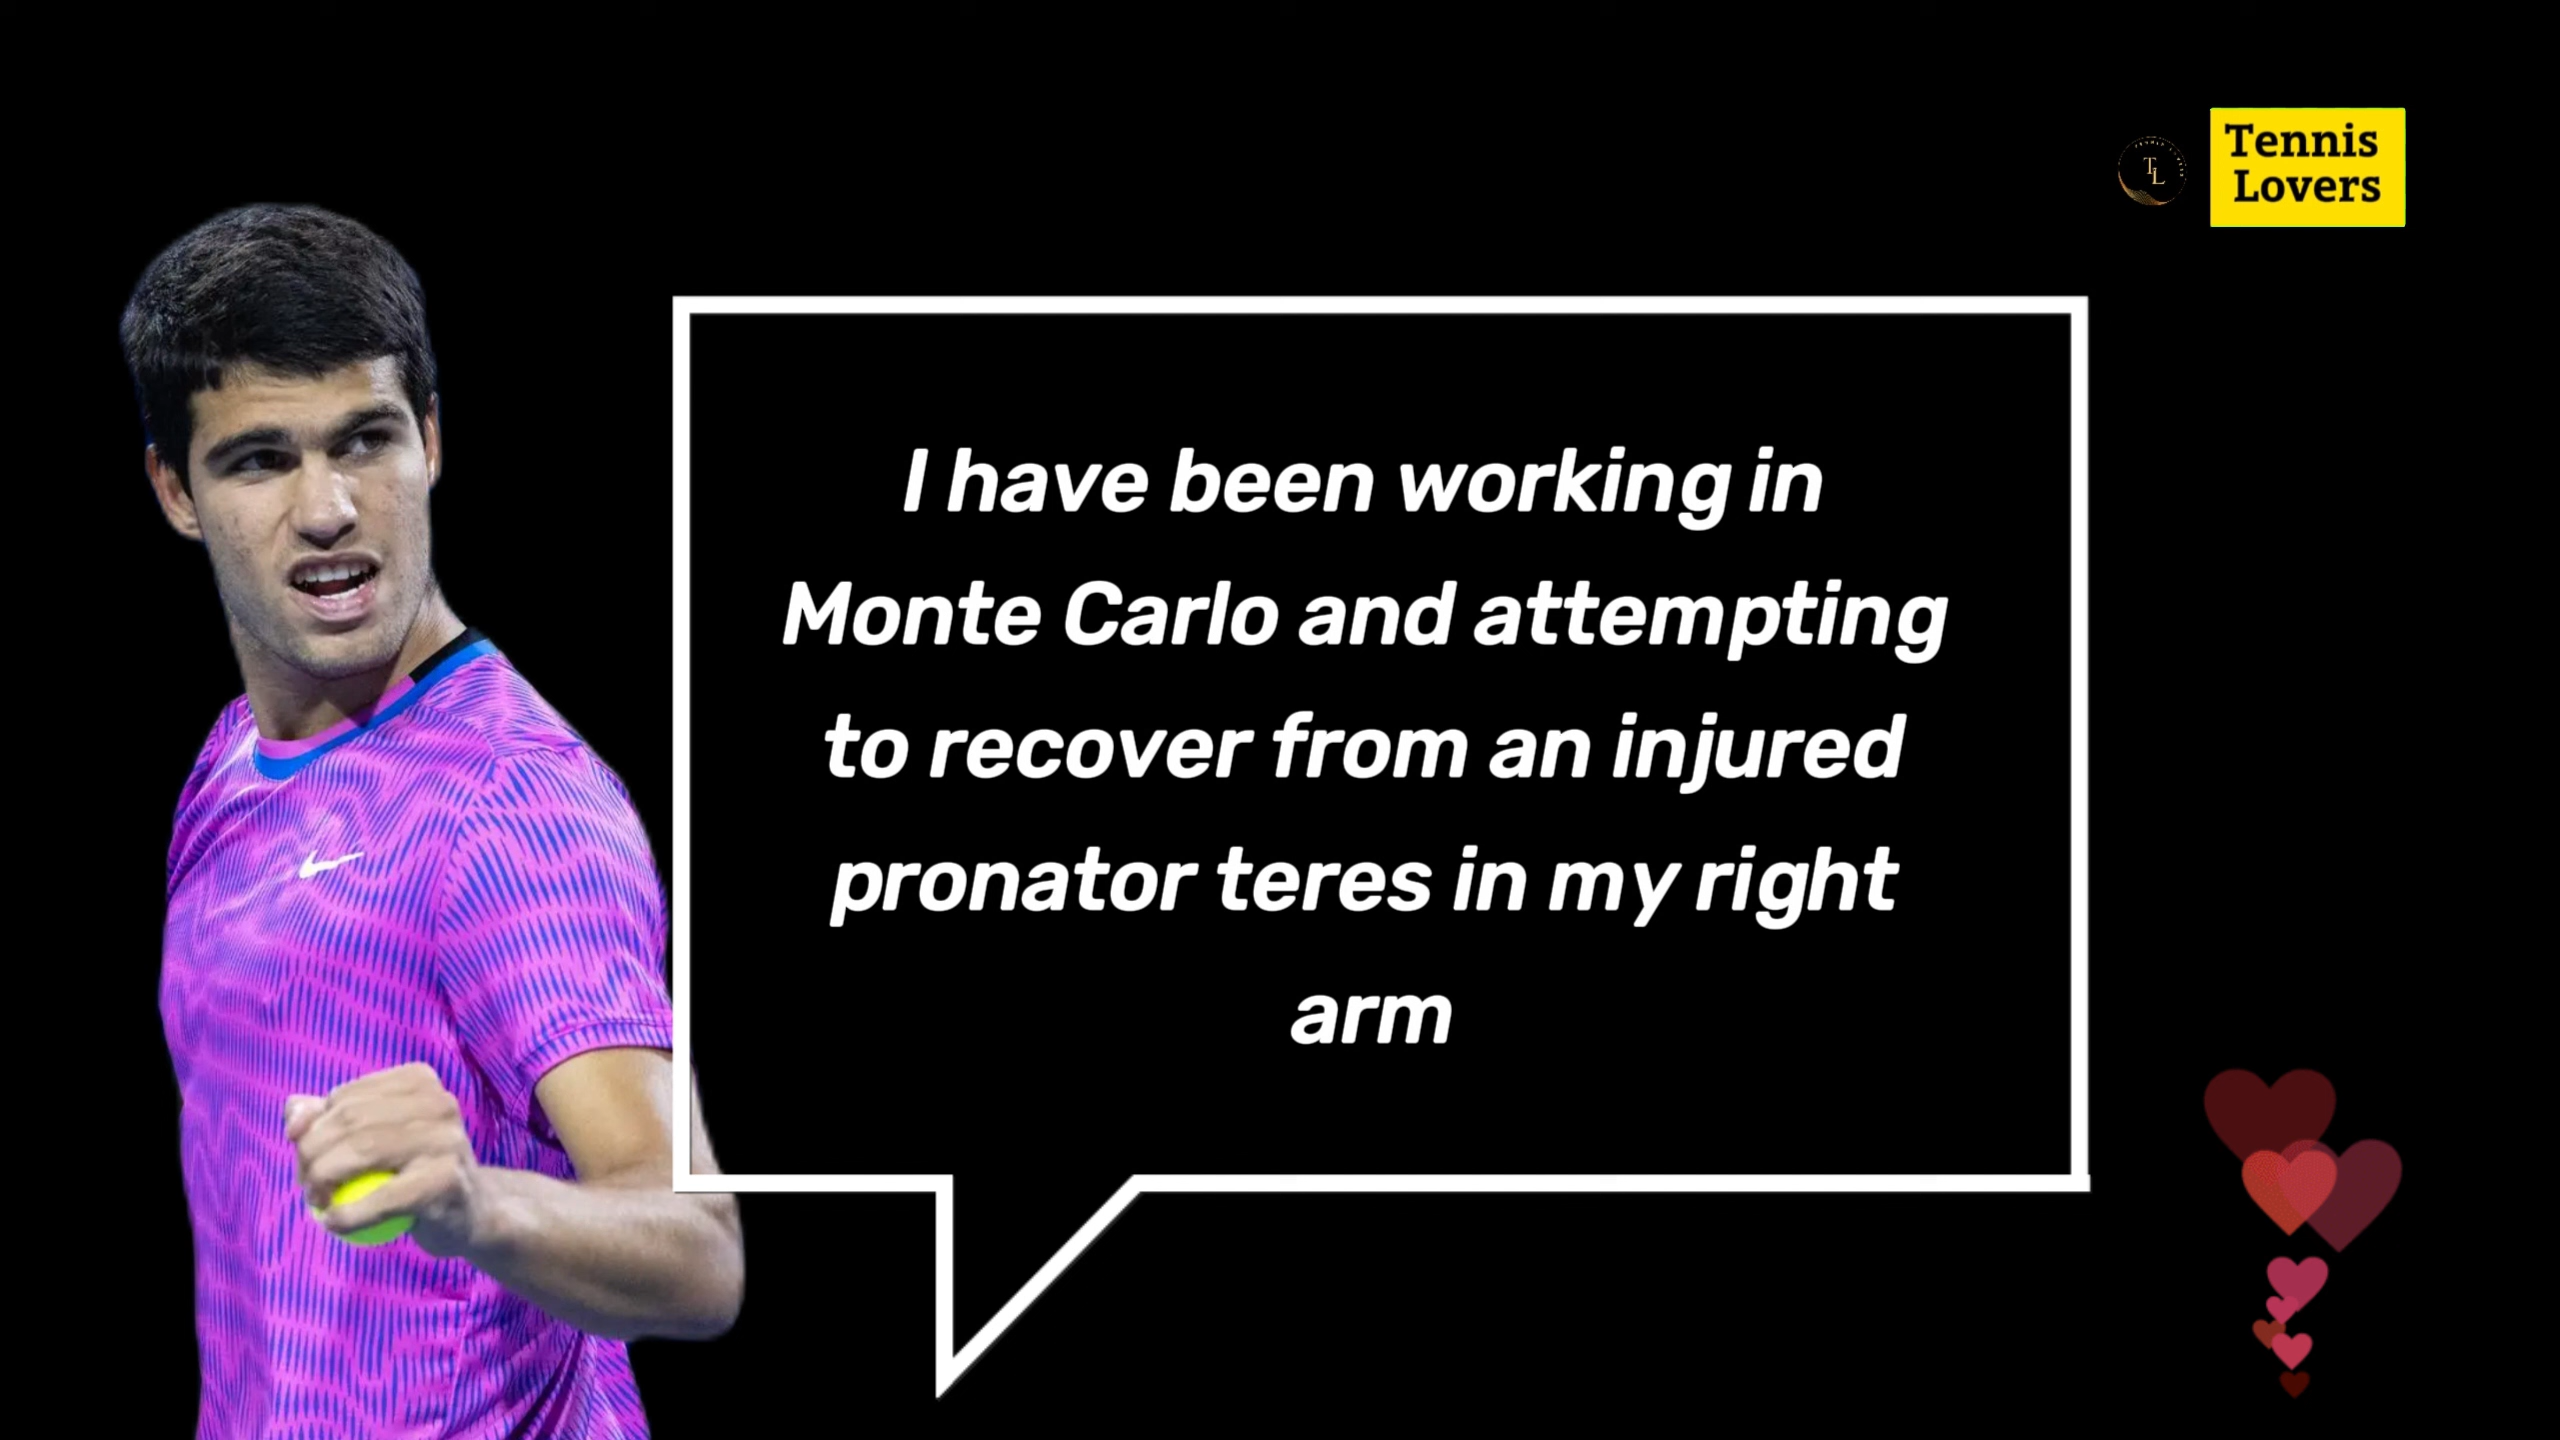 Tennis
Lovers
TL
I have been working in
Monte Carlo and attempting
to recover from an injured
pronator teres in my right
arm